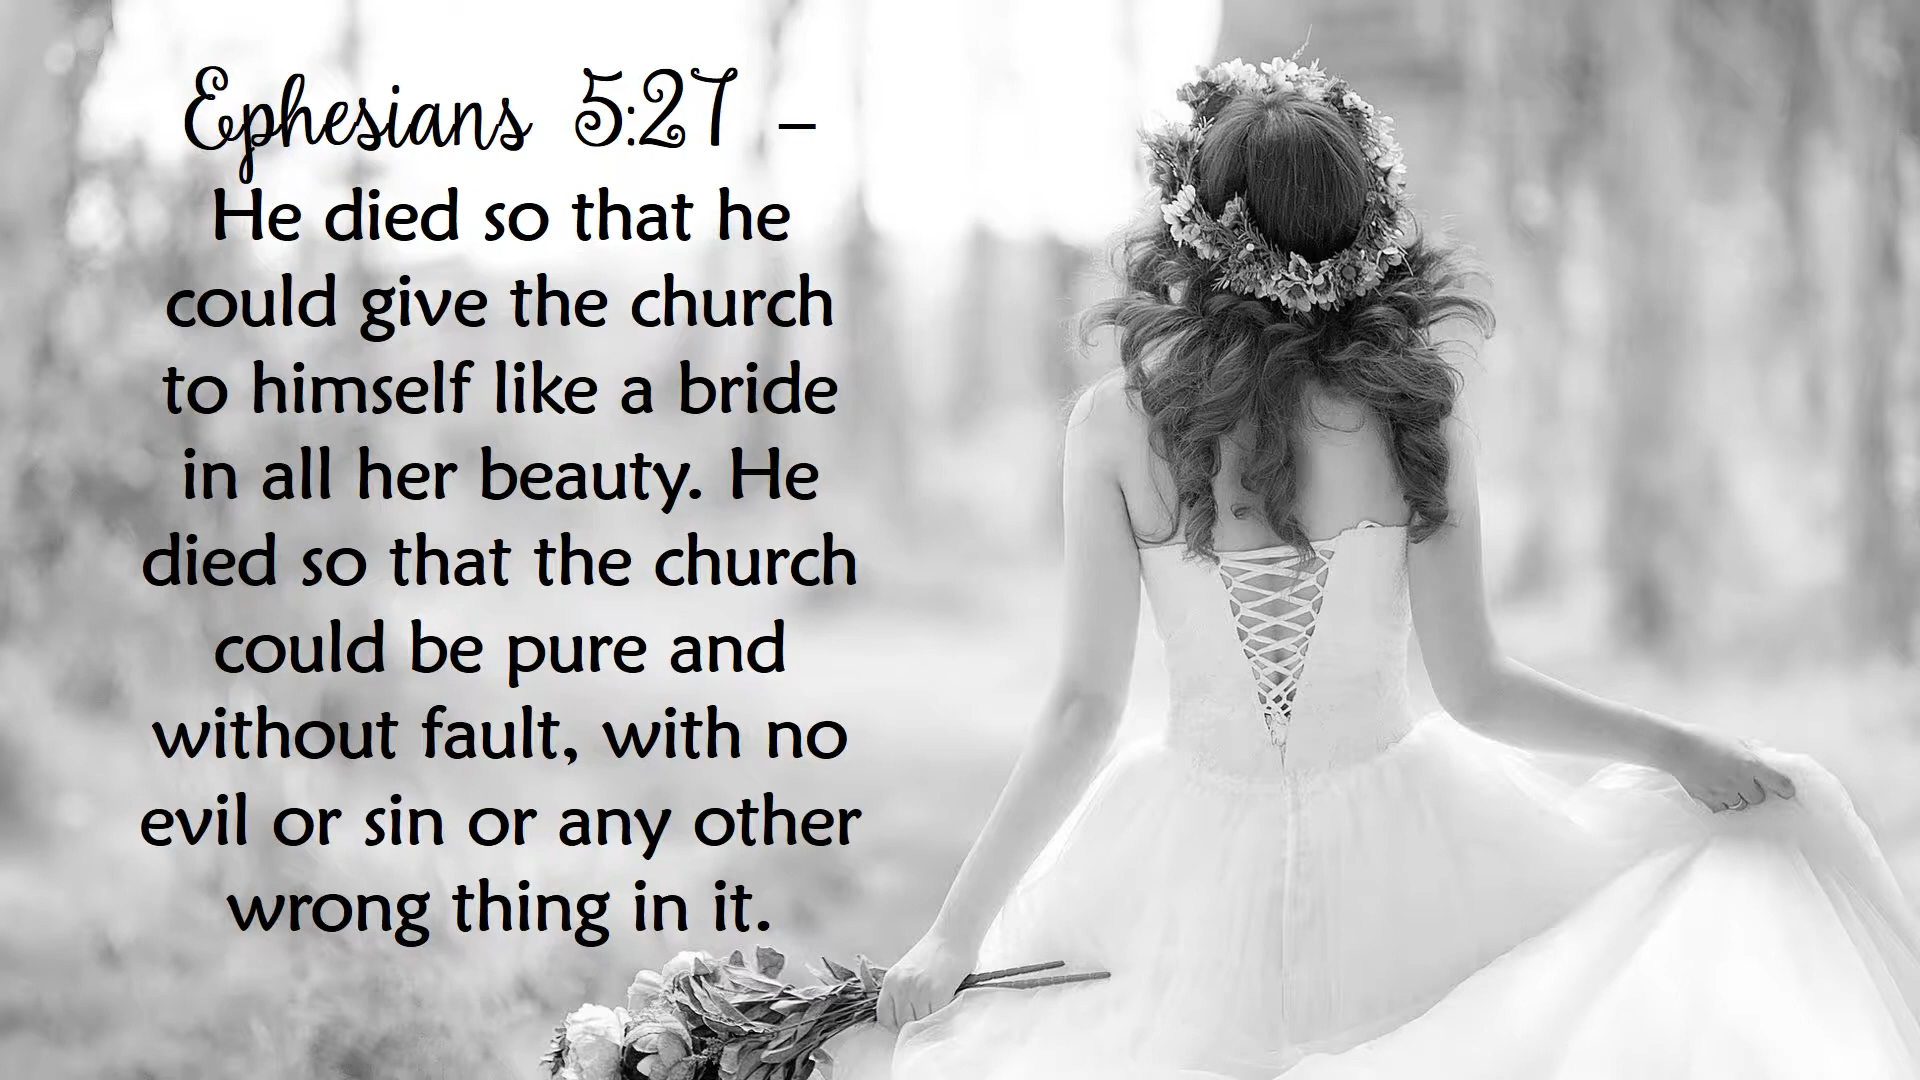 Ephesians 5:27 –
He died so that he
could give the church
to himself like a bride
in all her beauty. He
died so that the church
could be pure and
without fault, with no
evil or sin or any other
wrong thing in it.